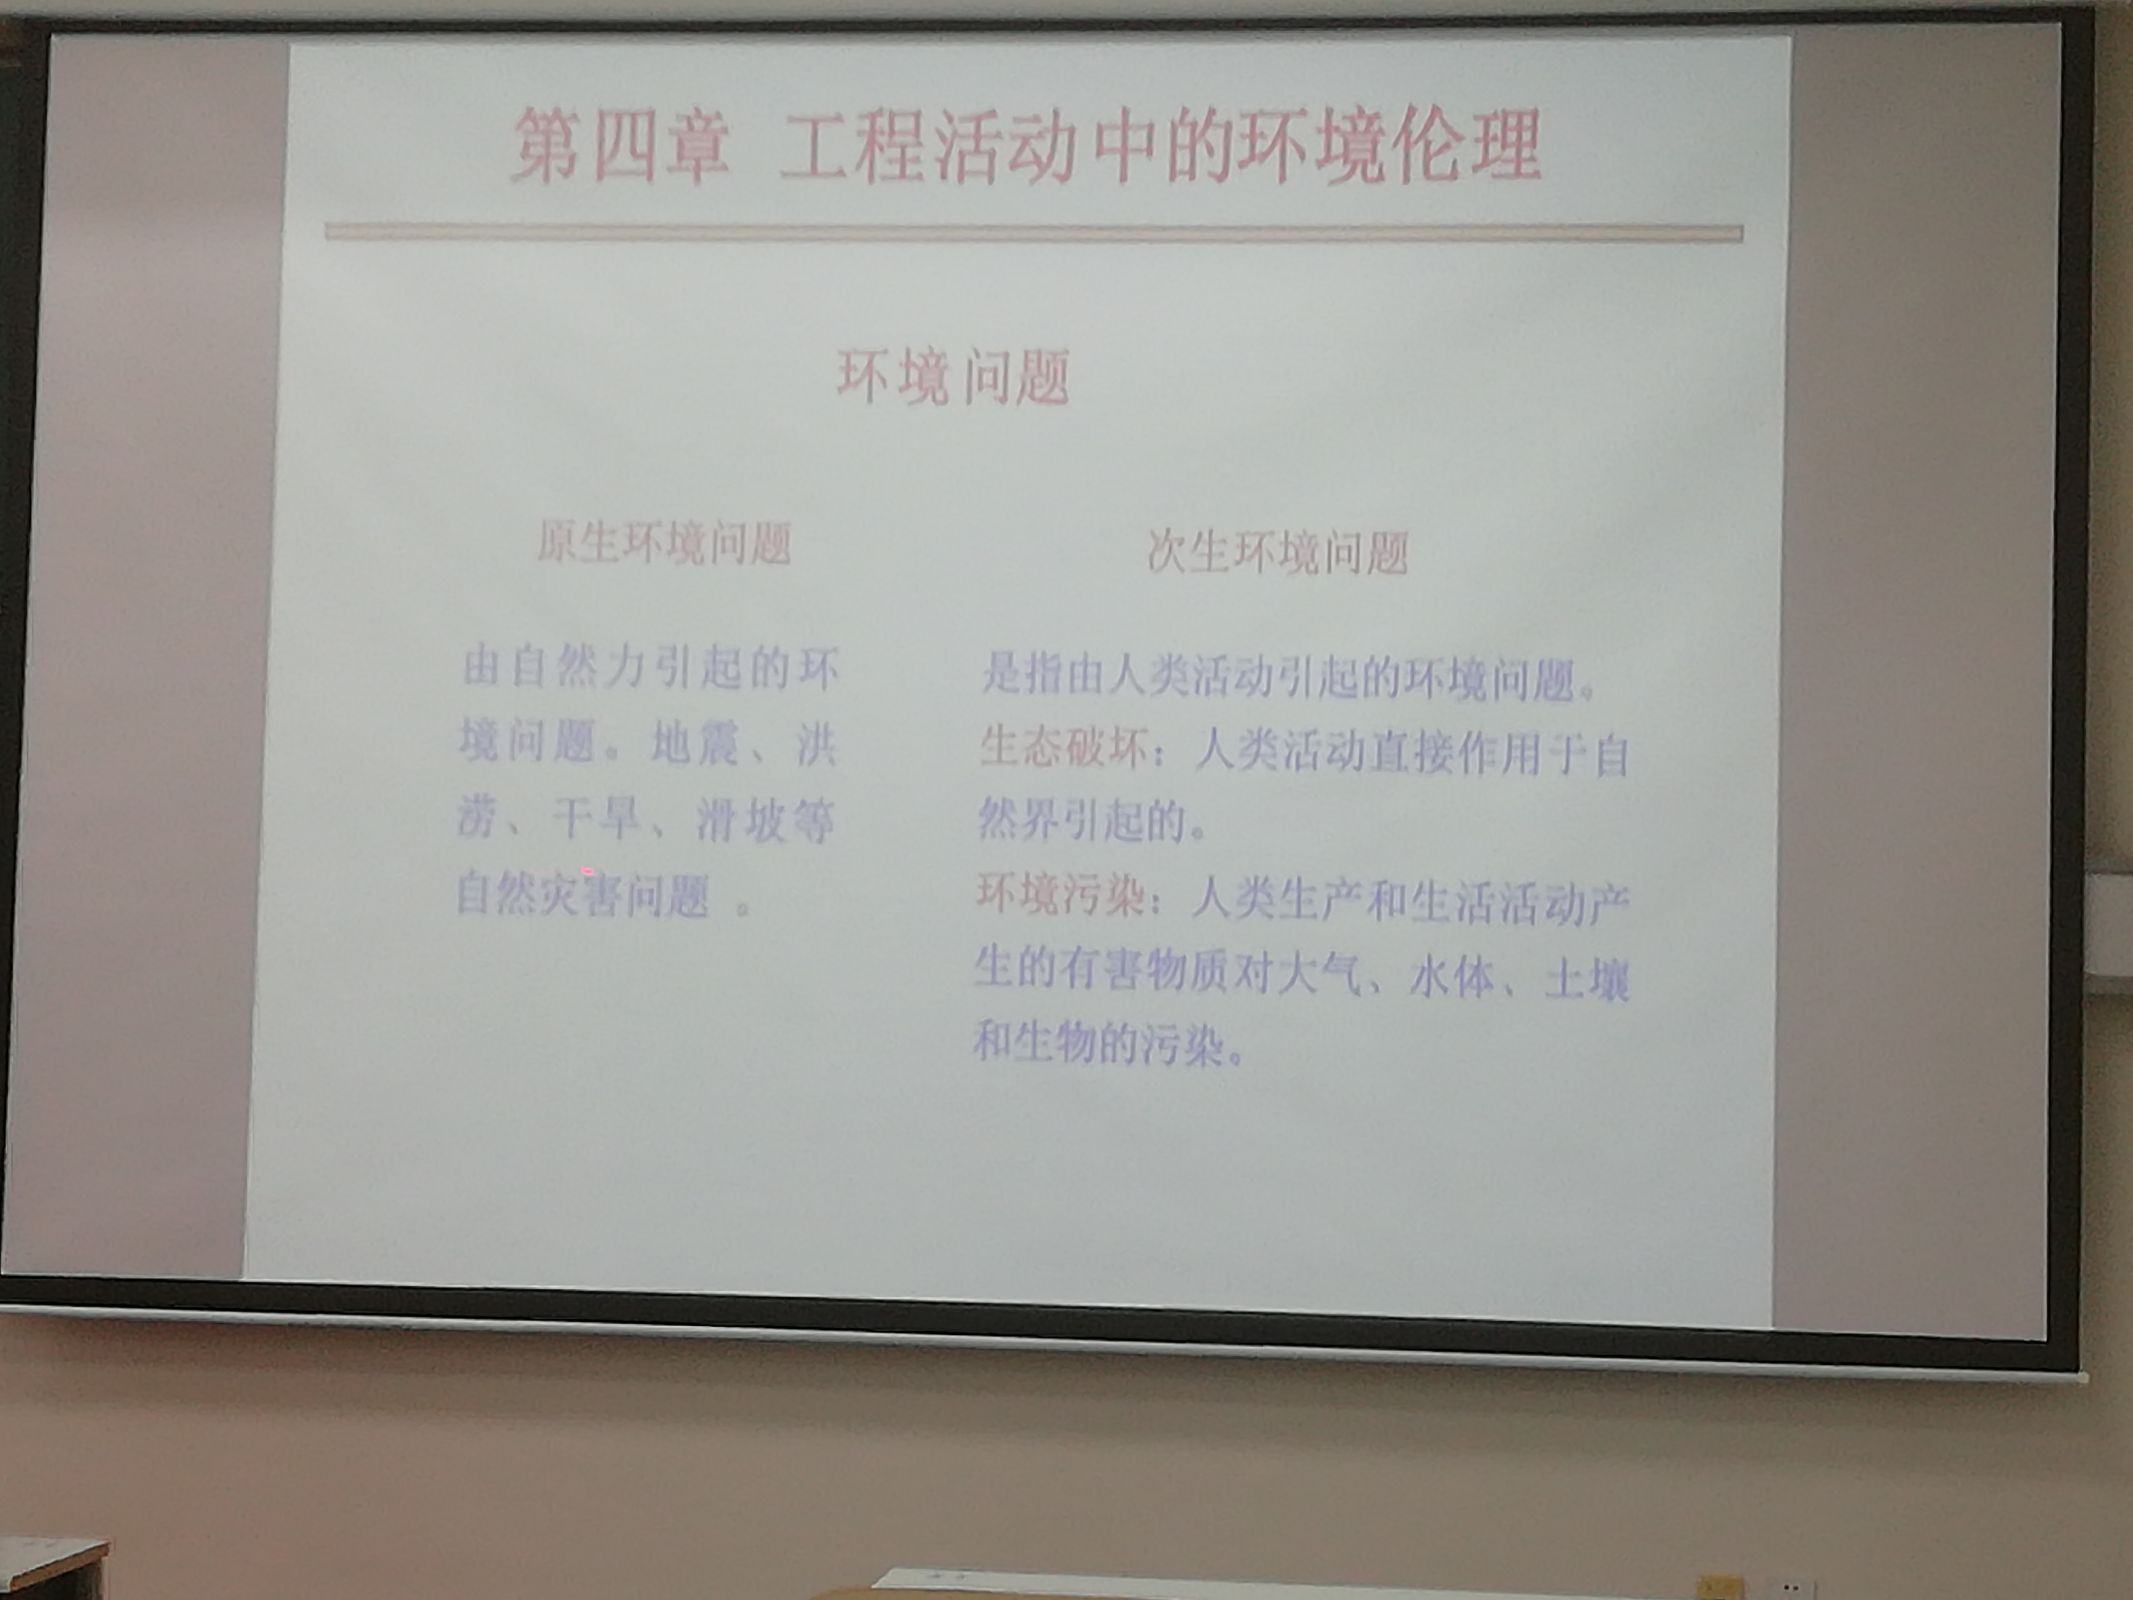 第四章 工程活动中的环境伦理
环境问题
原生环境问题
由自然力引起的环
境问题。地震、洪
涝、干旱、滑坡等
自然灾害问题 。
次生环境问题
是指由人类活动引起的环境问题。
生态破坏：人类活动直接作用于自
然界引起的。
环境污染：人类生产和生活活动产
生的有害物质对大气、水体、土壤
和生物的污染。